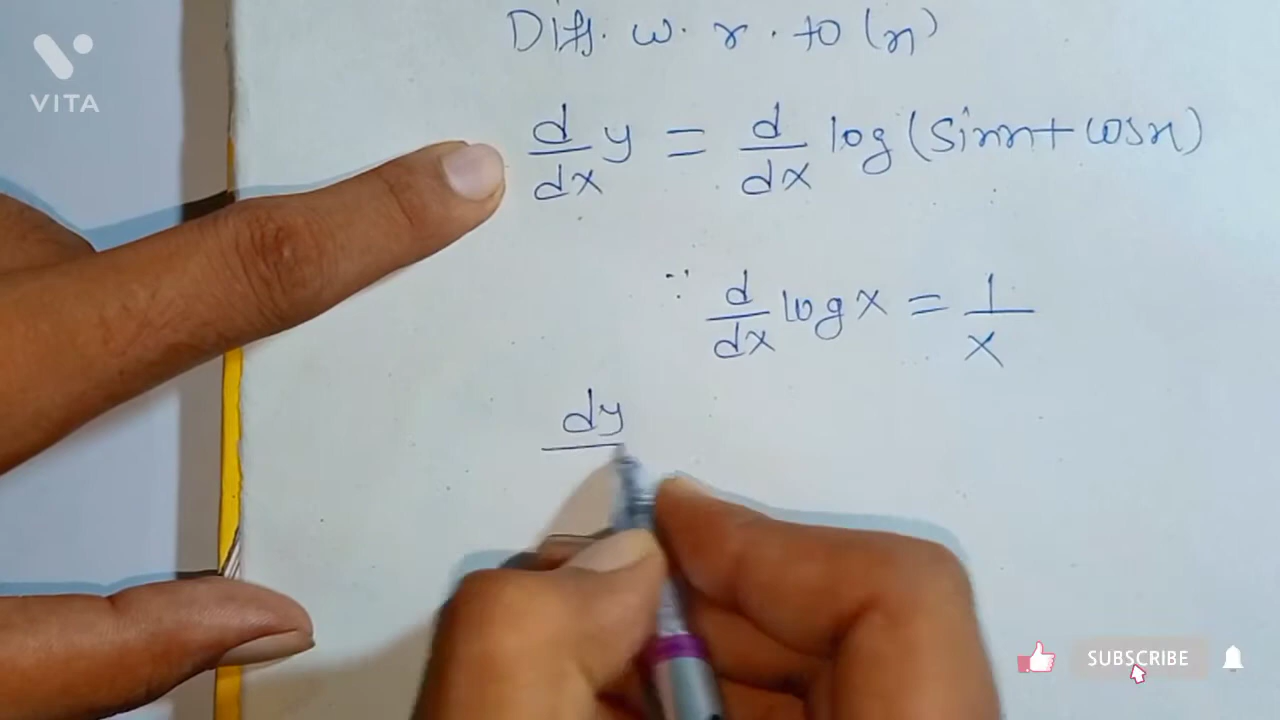 VITA
Diff. w. r. to (x)
d/dx y = d/dx log (sinx + cosx)
∵ d/dx log x = 1/x
dy
SUBSCRIBE